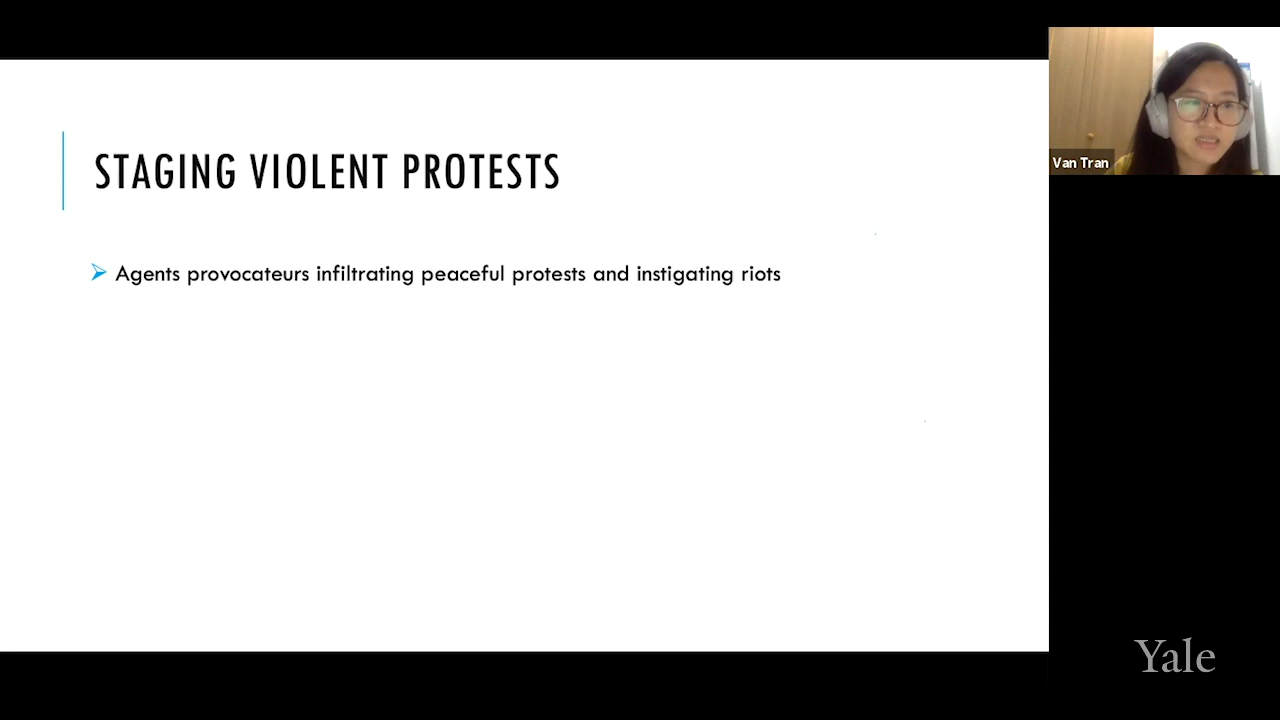 STAGING VIOLENT PROTESTS
Agents provocateurs infiltrating peaceful protests and instigating riots
Van Tran
Yale